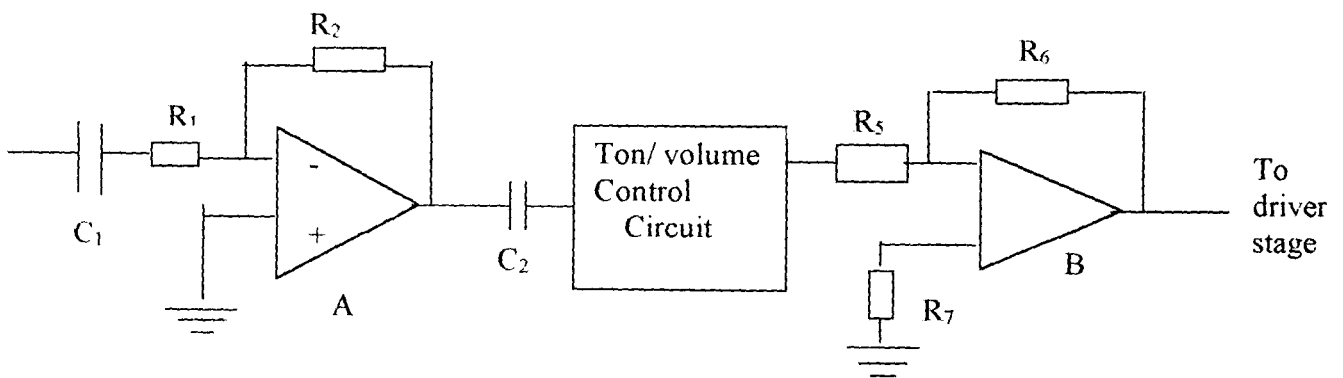 R₂
R₆
R₁
R₅
Ton/ volume
Control
Circuit
To
driver
stage
-
+
C₁
C₂
A
B
R₇